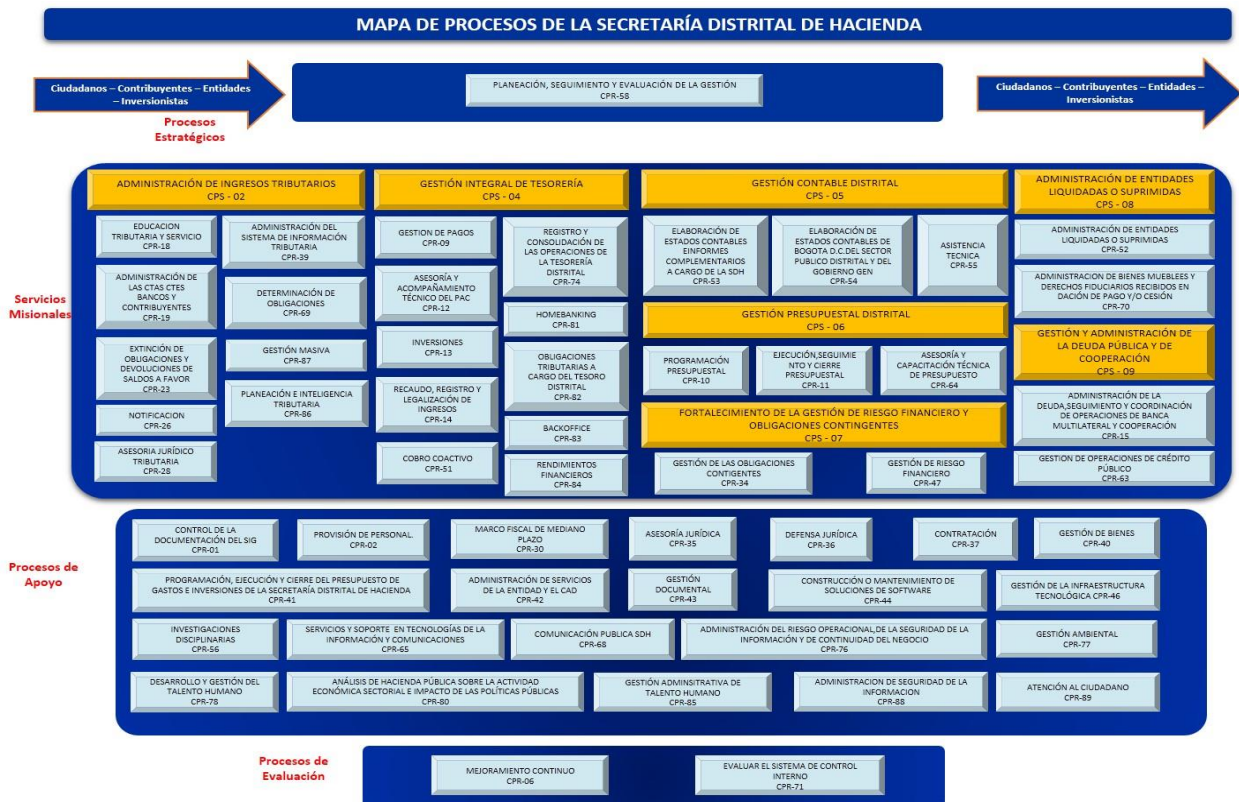 MAPA DE PROCESOS DE LA SECRETARÍA DISTRITAL DE HACIENDA
Ciudadanos – Contribuyentes – Entidades
– Inversionistas
PLANEACIÓN, SEGUIMIENTO Y EVALUACIÓN DE LA GESTIÓN
CPR-58
Ciudadanos – Contribuyentes – Entidades –
Inversionistas
Procesos
Estratégicos
Servicios
Misionales
ADMINISTRACIÓN DE INGRESOS TRIBUTARIOS
CPS - 02
EDUCACION
TRIBUTARIA Y SERVICIO
CPR-18
ADMINISTRACIÓN DE
LAS CTAS CTES
BANCOS Y
CONTRIBUYENTES
CPR-19
EXTINCIÓN DE
OBLIGACIONES Y
DEVOLUCIONES DE
SALDOS A FAVOR
CPR-23
NOTIFICACION
CPR-26
ASESORIA JURÍDICO
TRIBUTARIA
CPR-28
ADMINISTRACIÓN DEL
SISTEMA DE INFORMACIÓN
TRIBUTARIA
CPR-39
DETERMINACIÓN DE
OBLIGACIONES
CPR-69
GESTIÓN MASIVA
CPR-87
PLANEACIÓN E INTELIGENCIA
TRIBUTARIA
CPR-86
GESTIÓN INTEGRAL DE TESORERÍA
CPS - 04
GESTION DE PAGOS
CPR-09
ASESORÍA Y
ACOMPAÑAMIENTO
TÉCNICO DEL PAC
CPR-12
INVERSIONES
CPR-13
RECAUDO, REGISTRO Y
LEGALIZACIÓN DE
INGRESOS
CPR-14
COBRO COACTIVO
CPR-51
REGISTRO Y
CONSOLIDACIÓN DE
LAS OPERACIONES DE
LA TESORERÍA
DISTRITAL
CPR-74
HOMEBANKING
CPR-81
OBLIGACIONES
TRIBUTARIAS A
CARGO DEL TESORO
DISTRITAL
CPR-82
BACKOFFICE
CPR-83
RENDIMIENTOS
FINANCIEROS
CPR-84
GESTIÓN CONTABLE DISTRITAL
CPS - 05
ELABORACIÓN DE
ESTADOS CONTABLES
EINFORMES
COMPLEMENTARIOS
A CARGO DE LA SDH
CPR-53
ELABORACIÓN DE
ESTADOS CONTABLES DE
BOGOTA D.C.DEL SECTOR
PUBLICO DISTRITAL Y DEL
GOBIERNO GEN
CPR-54
ASISTENCIA
TECNICA
CPR-55
GESTIÓN PRESUPUESTAL DISTRITAL
CPS - 06
PROGRAMACIÓN
PRESUPUESTAL
CPR-10
EJECUCIÓN,SEGUIMIE
NTO Y CIERRE
PRESUPUESTAL
CPR-11
ASESORÍA Y
CAPACITACIÓN TÉCNICA
DE PRESUPUESTO
CPR-64
FORTALECIMIENTO DE LA GESTIÓN DE RIESGO FINANCIERO Y
OBLIGACIONES CONTINGENTES
CPS - 07
GESTIÓN DE LAS OBLIGACIONES
CONTIGENTES
CPR-34
GESTIÓN DE RIESGO
FINANCIERO
CPR-47
ADMINISTRACIÓN DE ENTIDADES
LIQUIDADAS O SUPRIMIDAS
CPS - 08
ADMINISTRACIÓN DE ENTIDADES
LIQUIDADAS O SUPRIMIDAS
CPR-52
ADMINISTRACION DE BIENES MUEBLEES Y
DERECHOS FIDUCIARIOS RECIBIDOS EN
DACIÓN DE PAGO Y/O CESIÓN
CPR-70
GESTIÓN Y ADMINISTRACIÓN DE
LA DEUDA PÚBLICA Y DE
COOPERACIÓN
CPS - 09
ADMINISTRACIÓN DE LA
DEUDA,SEGUIMIENTO Y COORDINACIÓN
DE OPERACIONES DE BANCA
MULTILATERAL Y COOPERACIÓN
CPR-15
GESTION DE OPERACIONES DE CRÉDITO
PÚBLICO
CPR-63
Procesos de
Apoyo
CONTROL DE LA
DOCUMENTACIÓN DEL SIG
CPR-01
PROVISIÓN DE PERSONAL.
CPR-02
MARCO FISCAL DE MEDIANO
PLAZO
CPR-30
ASESORÍA JURÍDICA
CPR-35
DEFENSA JURÍDICA
CPR-36
CONTRATACIÓN
CPR-37
GESTIÓN DE BIENES
CPR-40
PROGRAMACIÓN, EJECUCIÓN Y CIERRE DEL PRESUPUESTO DE
GASTOS E INVERSIONES DE LA SECRETARÍA DISTRITAL DE HACIENDA
CPR-41
ADMINISTRACIÓN DE SERVICIOS
DE LA ENTIDAD Y EL CAD
CPR-42
GESTIÓN
DOCUMENTAL
CPR-43
CONSTRUCCIÓN O MANTENIMIENTO DE
SOLUCIONES DE SOFTWARE
CPR-44
GESTIÓN DE LA INFRAESTRUCTURA
TECNOLÓGICA CPR-46
INVESTIGACIONES
DISCIPLINARIAS
CPR-56
SERVICIOS Y SOPORTE EN TECNOLOGÍAS DE LA
INFORMACIÓN Y COMUNICACIONES
CPR-65
COMUNICACIÓN PUBLICA SDH
CPR-68
ADMINISTRACIÓN DEL RIESGO OPERACIONAL,DE LA SEGURIDAD DE LA
INFORMACIÓN Y DE CONTINUIDAD DEL NEGOCIO
CPR-76
GESTIÓN AMBIENTAL
CPR-77
DESARROLLO Y GESTIÓN DEL
TALENTO HUMANO
CPR-78
ANÁLISIS DE HACIENDA PÚBLICA SOBRE LA ACTIVIDAD
ECONÓMICA SECTORIAL E IMPACTO DE LAS POLÍTICAS PÚBLICAS
CPR-80
GESTIÓN ADMINSITRATIVA DE
TALENTO HUMANO
CPR-85
ADMINISTRACION DE SEGURIDAD DE LA
INFORMACION
CPR-88
ATENCIÓN AL CIUDADANO
CPR-89
Procesos de
Evaluación
MEJORAMIENTO CONTINUO
CPR-06
EVALUAR EL SISTEMA DE CONTROL
INTERNO
CPR-71